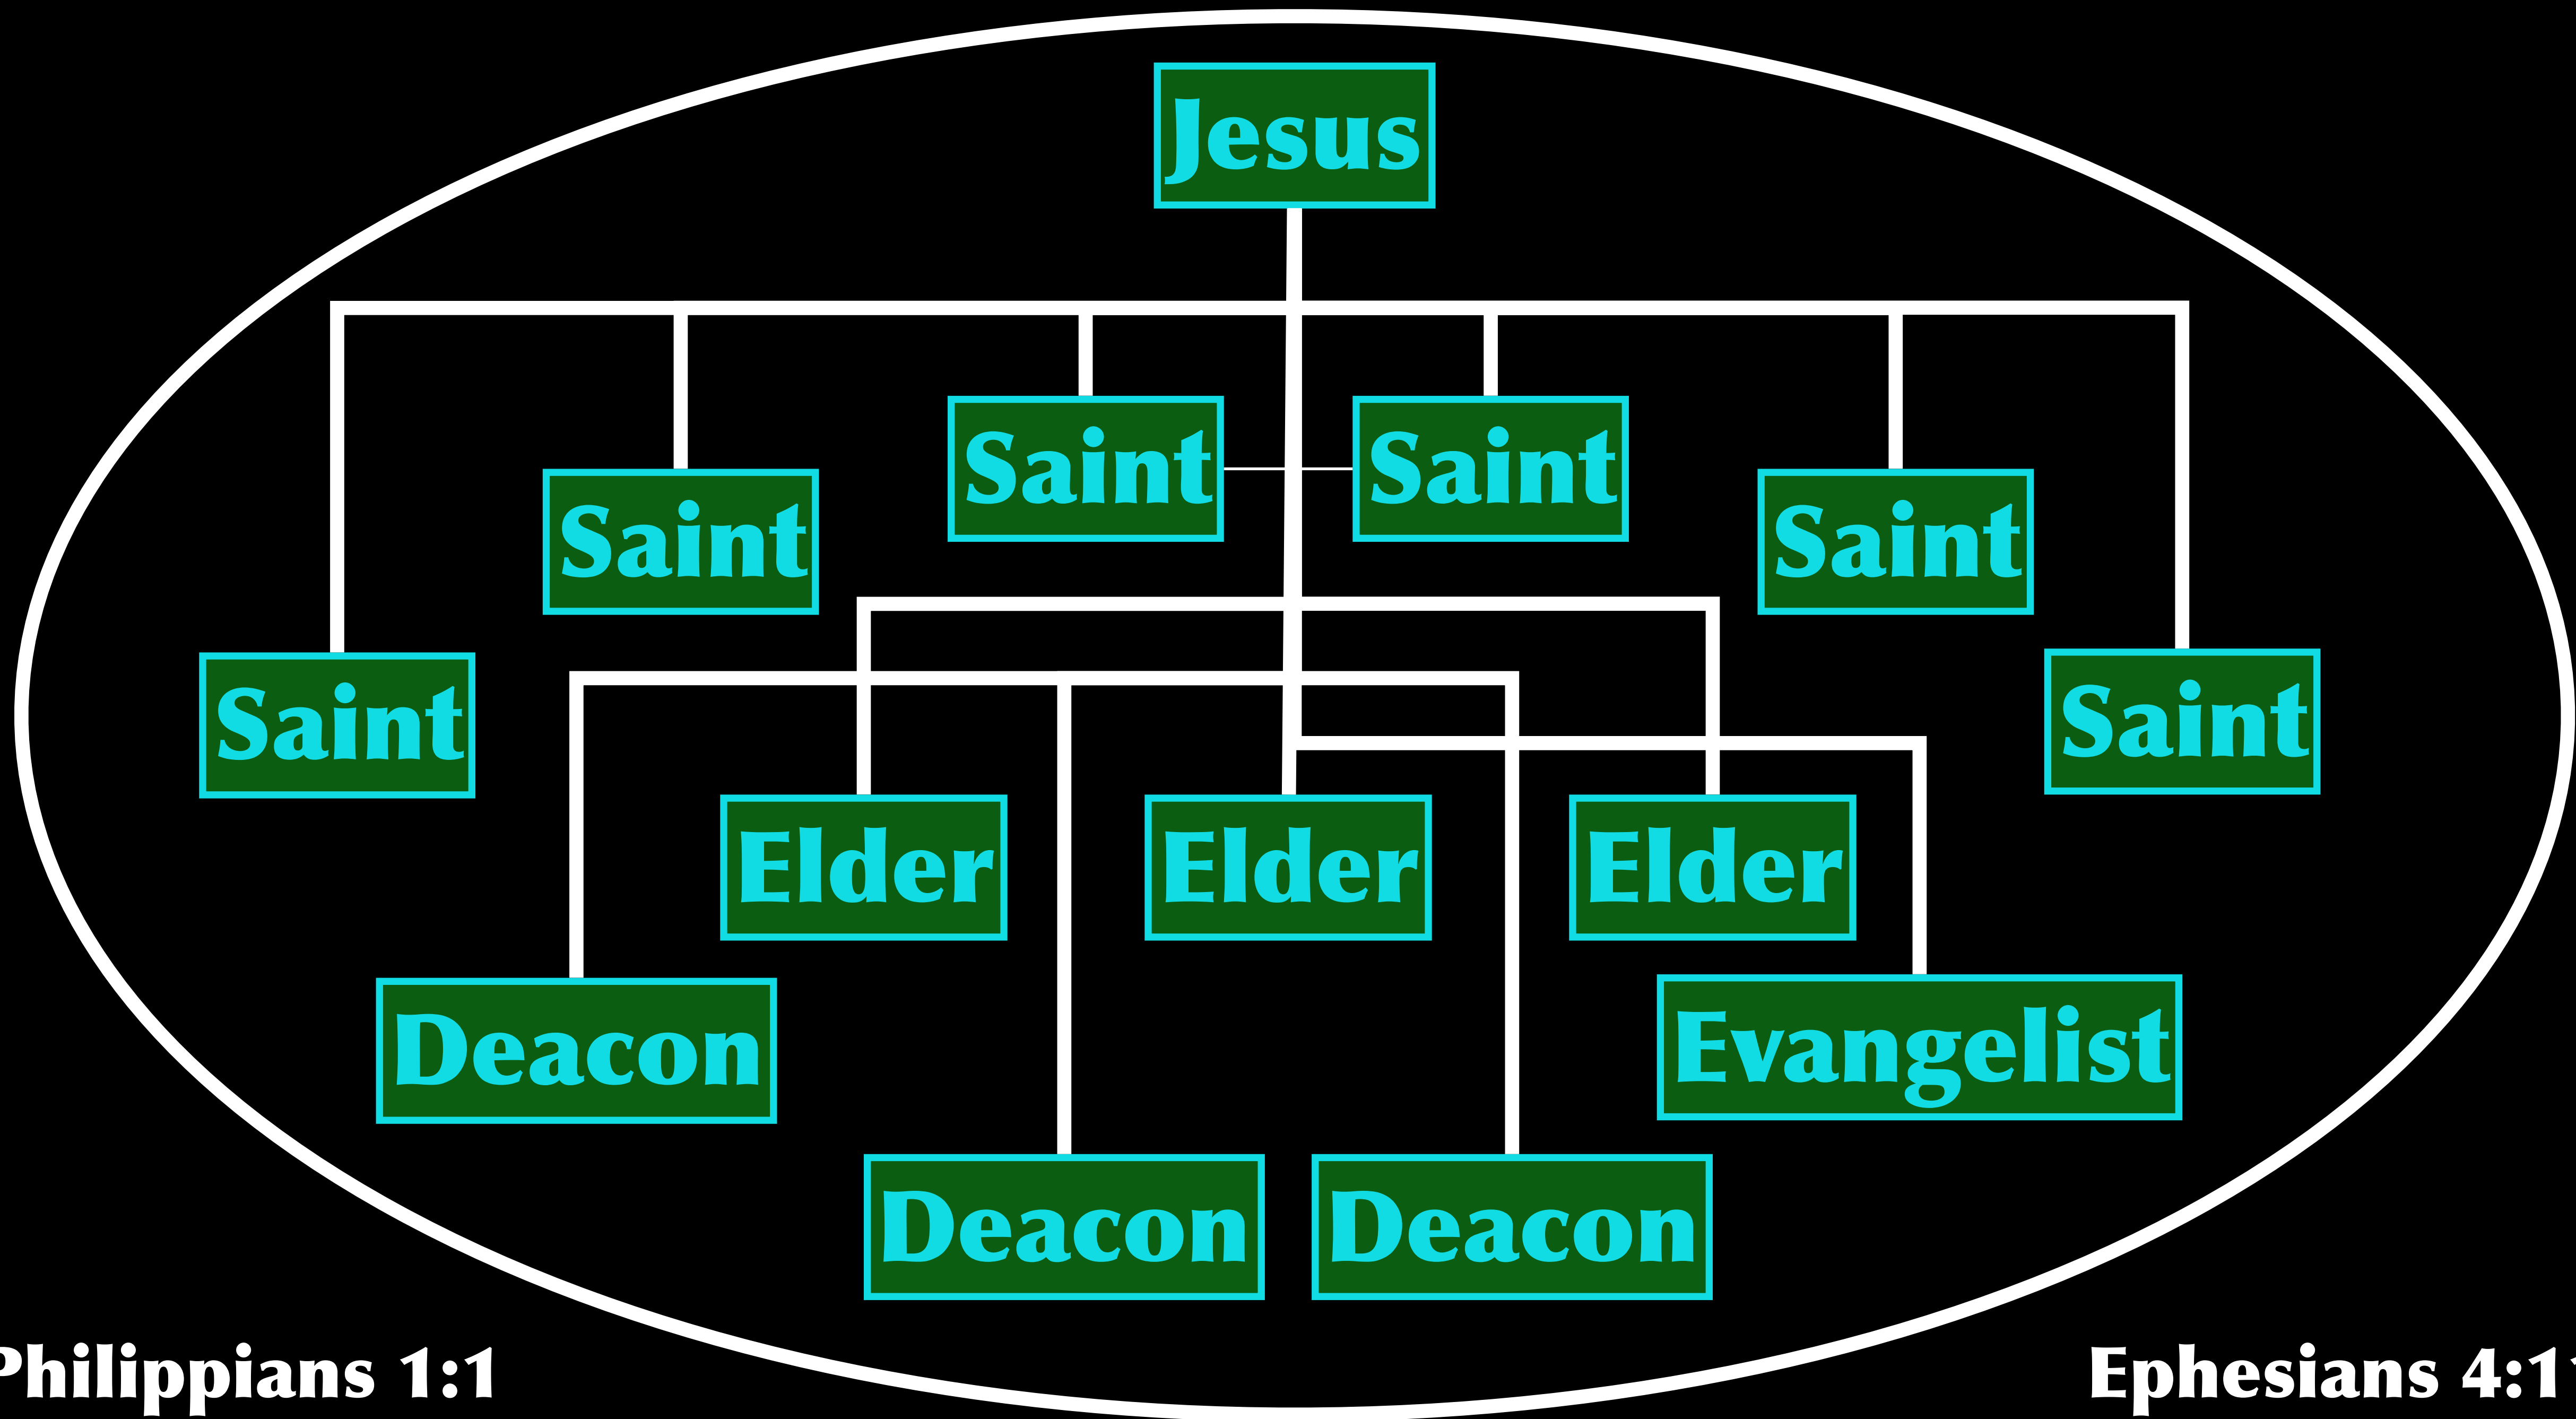 Jesus
Saint
Saint
Saint
Saint
Saint
Saint
Elder
Elder
Elder
Deacon
Evangelist
Deacon
Deacon
Philippians 1:1
Ephesians 4:11